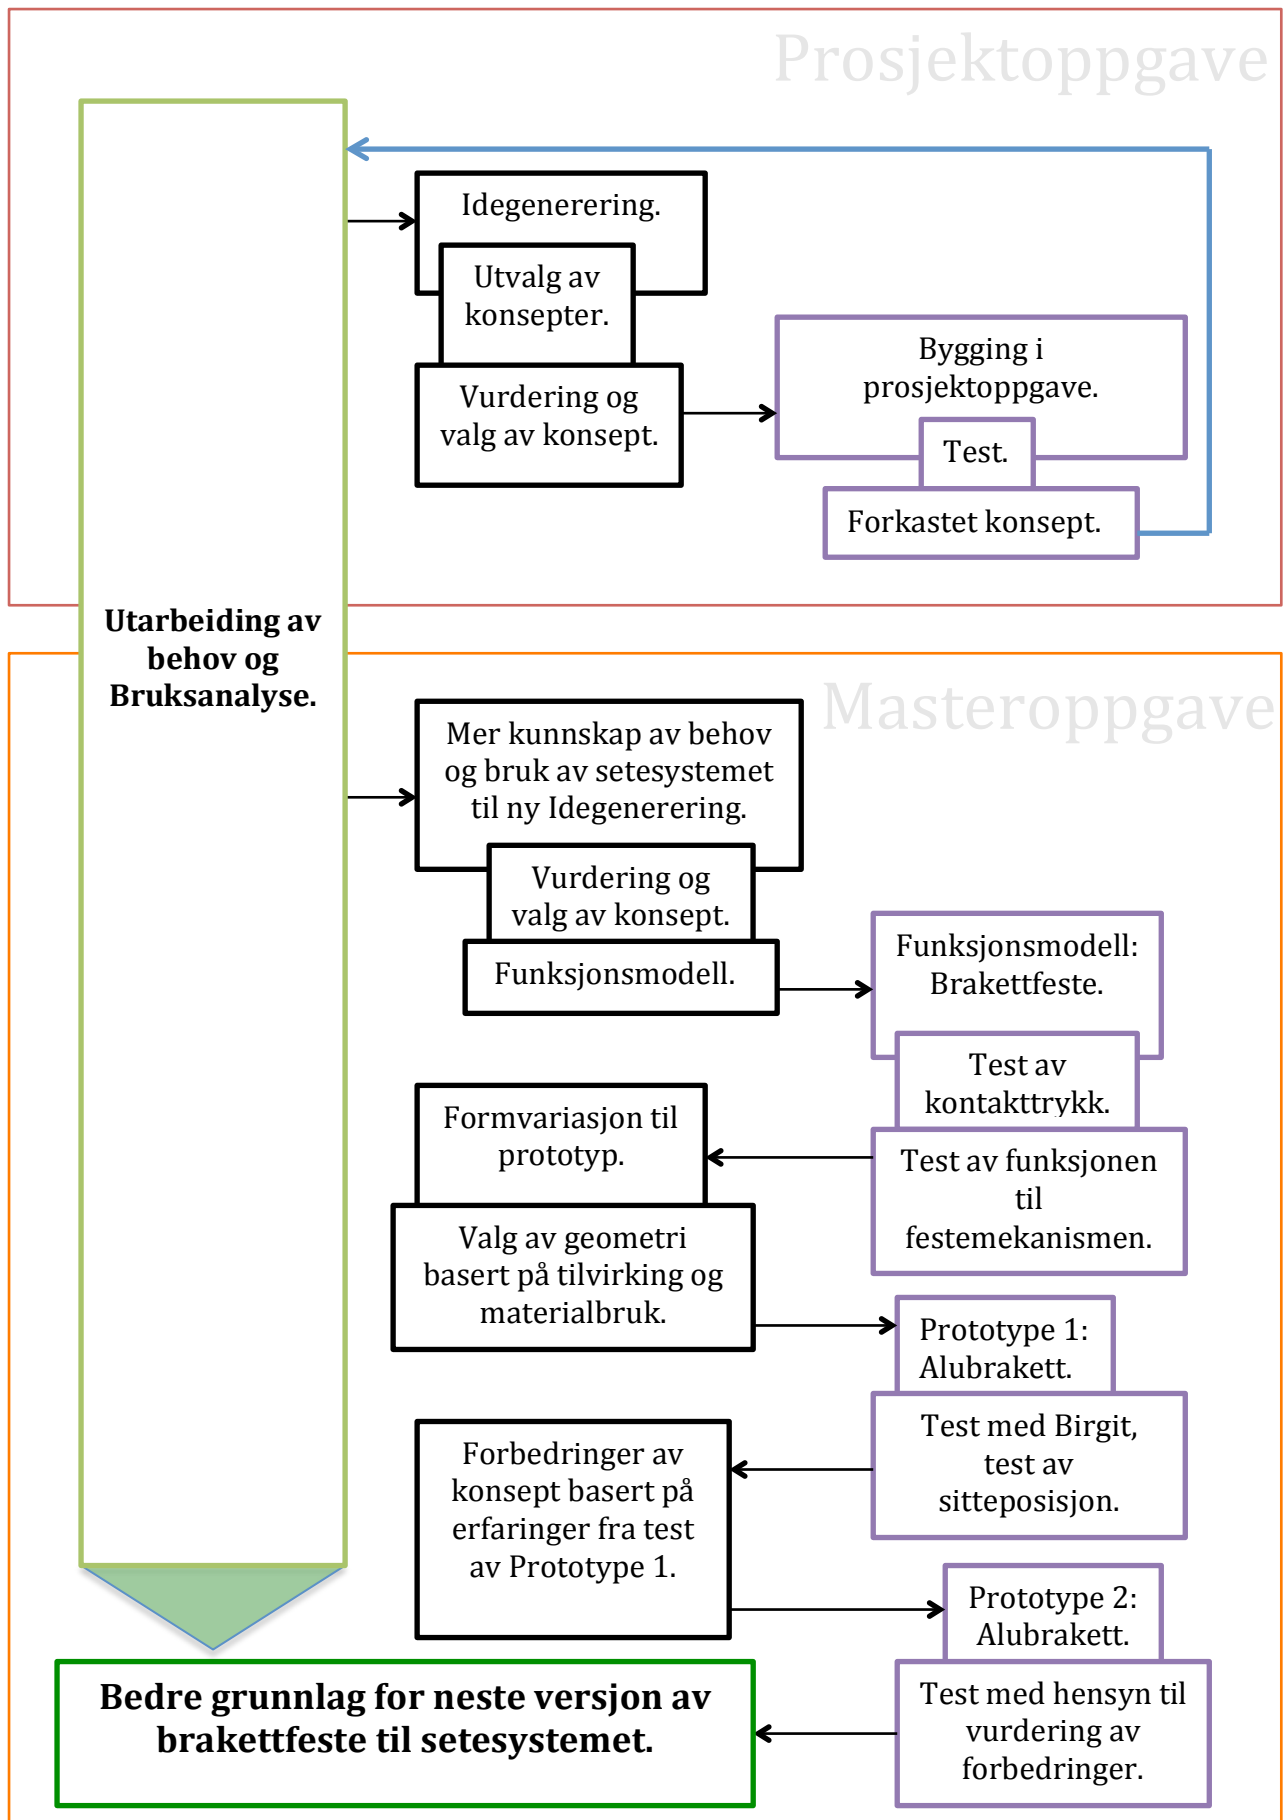 Prosjektoppgave
Idegenerering.
Utvalg av
konsepter.
Vurdering og
valg av konsept.
Bygging i
prosjektoppgave.
Test.
Forkastet konsept.
Utarbeiding av
behov og
Bruksanalyse.
Masteroppgave
Mer kunnskap av behov
og bruk av setesystemet
til ny Idegenerering.
Vurdering og
valg av konsept.
Funksjonsmodell.
Funksjonsmodell:
Brakettfeste.
Test av
kontakttrykk.
Test av funksjonen
til
festemekanismen.
Formvariasjon til
prototyp.
Valg av geometri
basert på tilvirking og
materialbruk.
Prototype 1:
Alubrakett.
Test med Birgit,
test av
sitteposisjon.
Forbedringer av
konsept basert på
erfaringer fra test
av Prototype 1.
Prototype 2:
Alubrakett.
Test med hensyn til
vurdering av
forbedringer.
Bedre grunnlag for neste versjon av
brakettfeste til setesystemet.